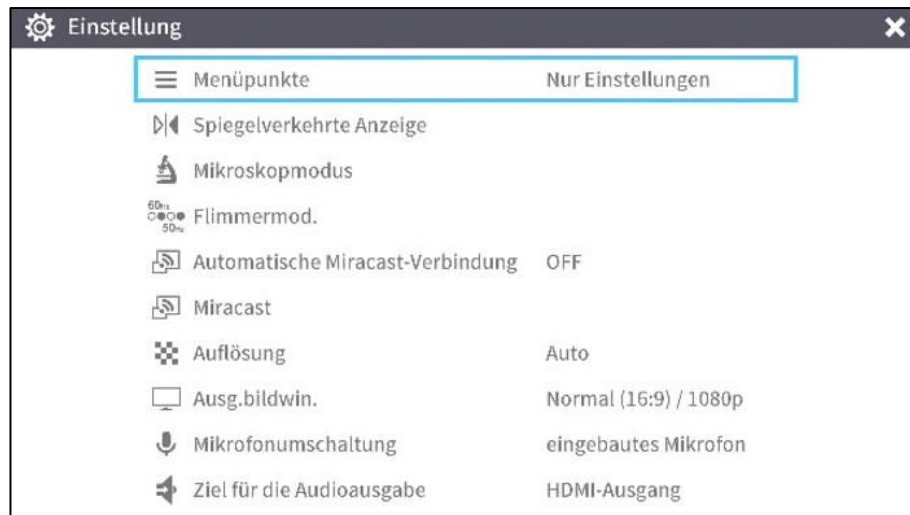 Einstellung
Menüpunkte Nur Einstellungen
Spiegelverkehrte Anzeige
Mikroskopmodus
60Hz
50Hz
Flimmermod.
Automatische Miracast-Verbindung OFF
Miracast
Auflösung Auto
Ausg.bildwin. Normal (16:9) / 1080p
Mikrofonumschaltung eingebautes Mikrofon
Ziel für die Audioausgabe HDMI-Ausgang